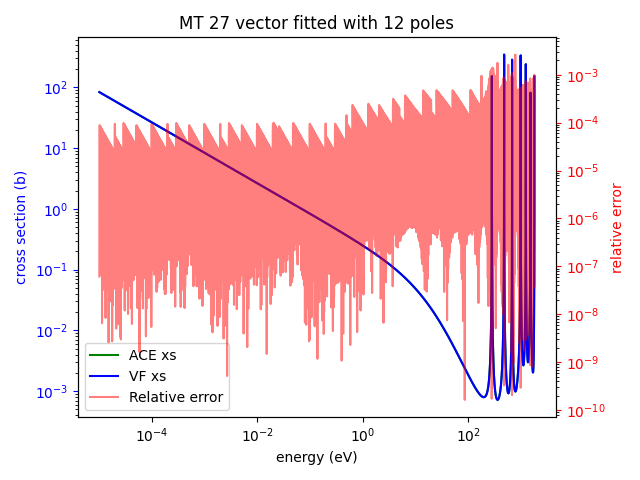 MT 27 vector fitted with 12 poles
cross section (b)
10²
10¹
10⁰
10⁻¹
10⁻²
10⁻³
10⁻³
10⁻⁴
10⁻⁵
10⁻⁶
10⁻⁷
10⁻⁸
10⁻⁹
10⁻¹⁰
relative error
ACE xs
VF xs
Relative error
10⁻⁴ 10⁻² 10⁰ 10²
energy (eV)